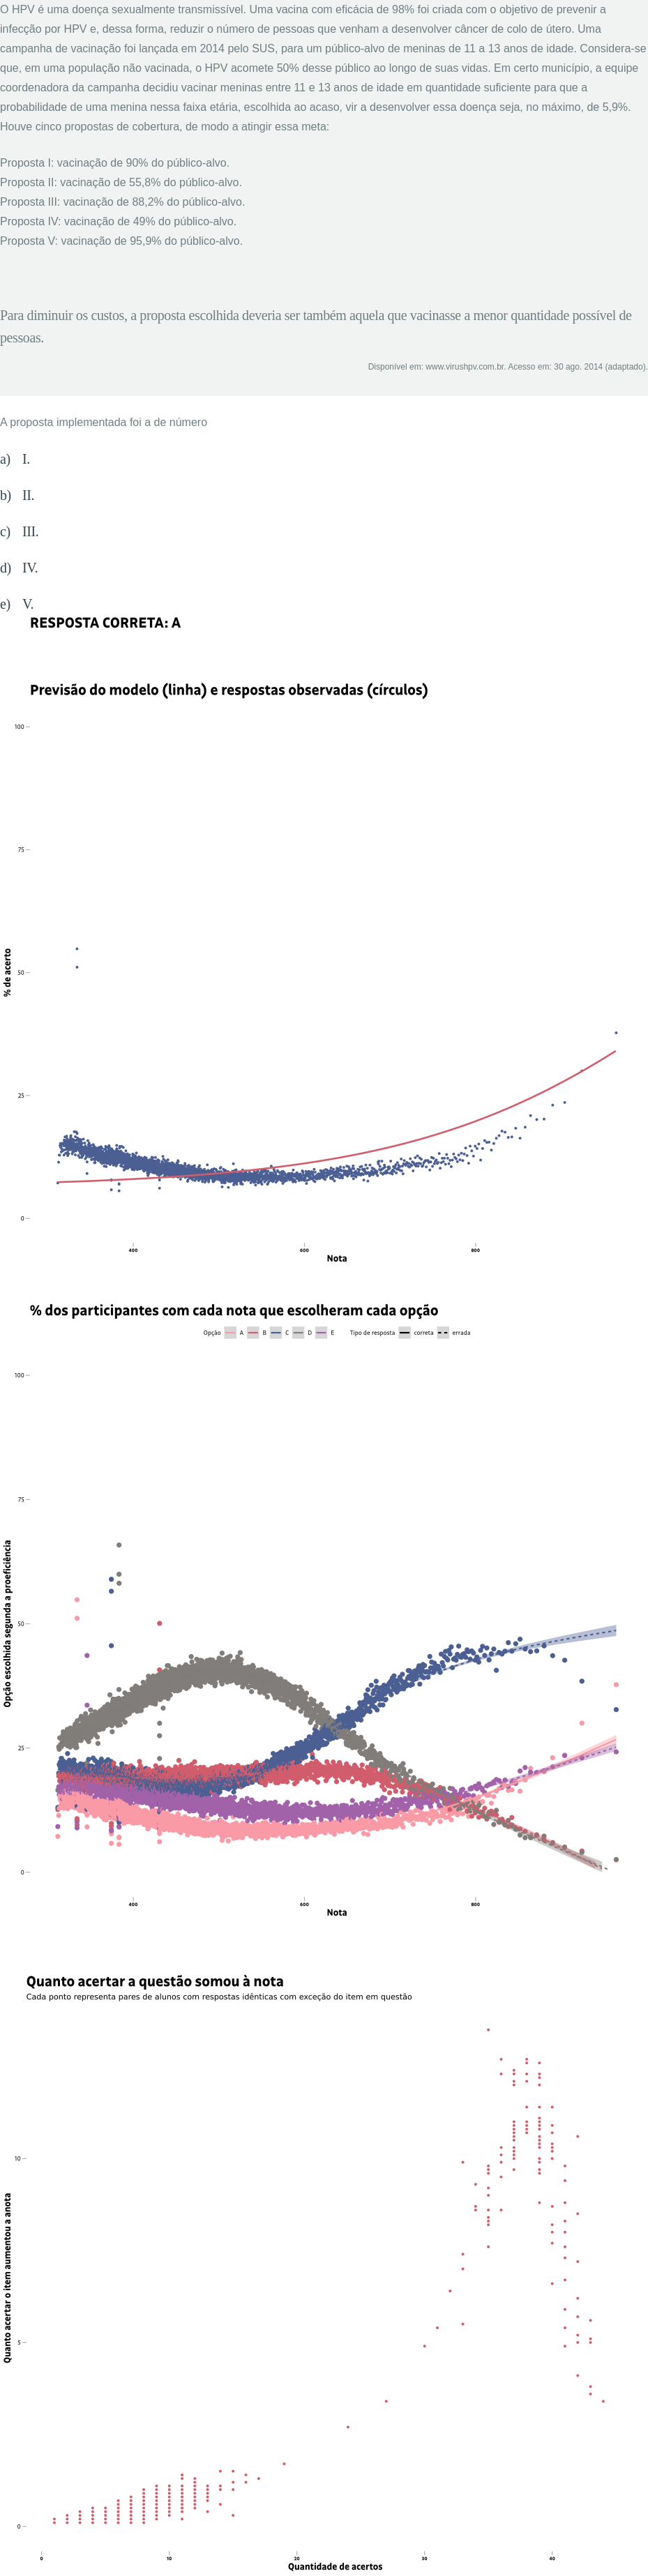 O HPV é uma doença sexualmente transmissível. Uma vacina com eficácia de 98% foi criada com o objetivo de prevenir a
infecção por HPV e, dessa forma, reduzir o número de pessoas que venham a desenvolver câncer de colo de útero. Uma
campanha de vacinação foi lançada em 2014 pelo SUS, para um público-alvo de meninas de 11 a 13 anos de idade. Considera-se
que, em uma população não vacinada, o HPV acomete 50% desse público ao longo de suas vidas. Em certo município, a equipe
coordenadora da campanha decidiu vacinar meninas entre 11 e 13 anos de idade em quantidade suficiente para que a
probabilidade de uma menina nessa faixa etária, escolhida ao acaso, vir a desenvolver essa doença seja, no máximo, de 5,9%.
Houve cinco propostas de cobertura, de modo a atingir essa meta:
Proposta I: vacinação de 90% do público-alvo.
Proposta II: vacinação de 55,8% do público-alvo.
Proposta III: vacinação de 88,2% do público-alvo.
Proposta IV: vacinação de 49% do público-alvo.
Proposta V: vacinação de 95,9% do público-alvo.
Para diminuir os custos, a proposta escolhida deveria ser também aquela que vacinasse a menor quantidade possível de
pessoas.
Disponível em: www.virushpv.com.br. Acesso em: 30 ago. 2014 (adaptado).
A proposta implementada foi a de número
a) I.
b) II.
c) III.
d) IV.
e) V.
RESPOSTA CORRETA: A
Previsão do modelo (linha) e respostas observadas (círculos)
100
75
50
25
0
% de acerto
400 600 800
Nota
% dos participantes com cada nota que escolheram cada opção
Opção A B C D E Tipo de resposta correta errada
100
75
50
25
0
Opção escolhida segunda a proeficiência
400 600 800
Nota
Quanto acertar a questão somou à nota
Cada ponto representa pares de alunos com respostas idênticas com exceção do item em questão
10
5
0
Quanto acertar o item aumentou a anota
0 10 20 30 40
Quantidade de acertos